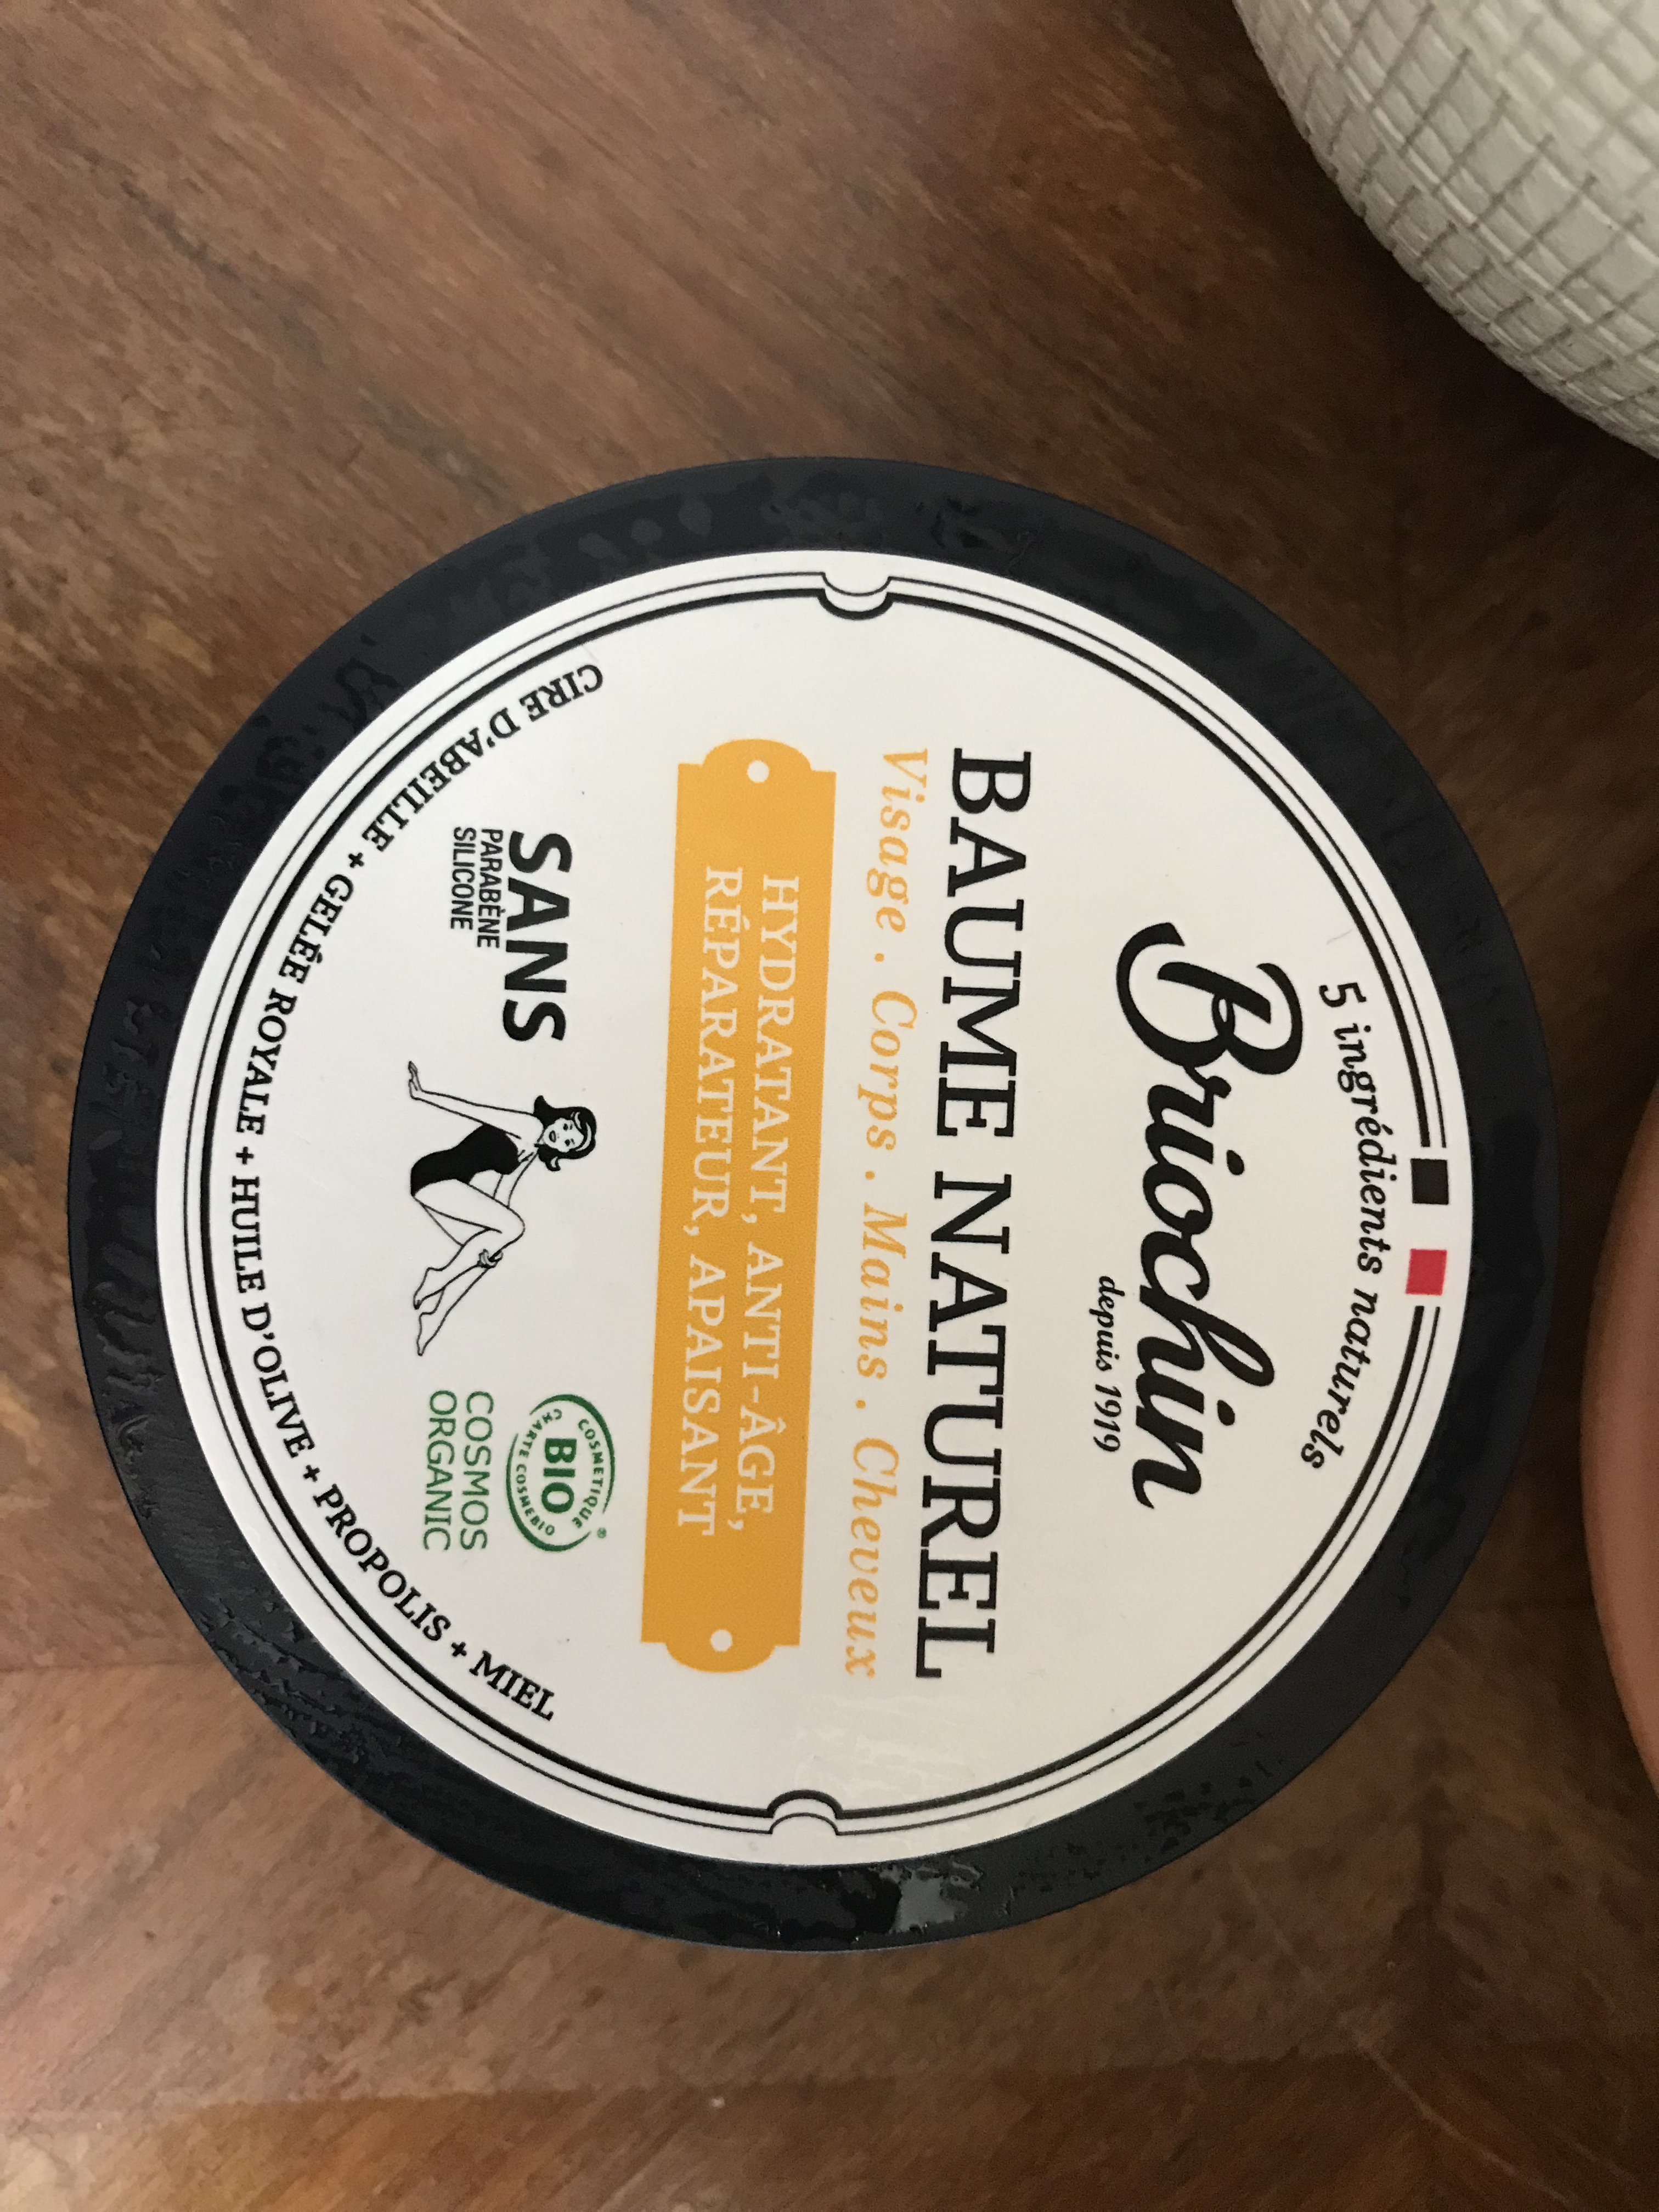 5 ingrédients naturels
Briochin
depuis 1919
BAUME NATUREL
Visage . Corps . Mains . Cheveux
HYDRATANT, ANTI-ÂGE,
RÉPARATEUR, APAISANT
SANS
PARABÈNE
SILICONE
COSMETIQUE
BIO
CHARTE COSMEBIO
®
COSMOS
ORGANIC
CIRE D'ABEILLE + GELÉE ROYALE + HUILE D'OLIVE + PROPOLIS + MIEL